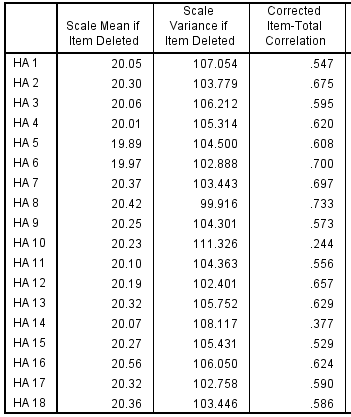 Scale Mean if Item Deleted	Scale Variance if Item Deleted	Corrected Item-Total Correlation
HA 1	20.05	107.054	.547
HA 2	20.30	103.779	.675
HA 3	20.06	106.212	.595
HA 4	20.01	105.314	.620
HA 5	19.89	104.500	.608
HA 6	19.97	102.888	.700
HA 7	20.37	103.443	.697
HA 8	20.42	99.916	.733
HA 9	20.25	104.301	.573
HA 10	20.23	111.326	.244
HA 11	20.10	104.363	.556
HA 12	20.19	102.401	.657
HA 13	20.32	105.752	.629
HA 14	20.07	108.117	.377
HA 15	20.27	105.431	.529
HA 16	20.56	106.050	.624
HA 17	20.32	102.758	.590
HA 18	20.36	103.446	.586